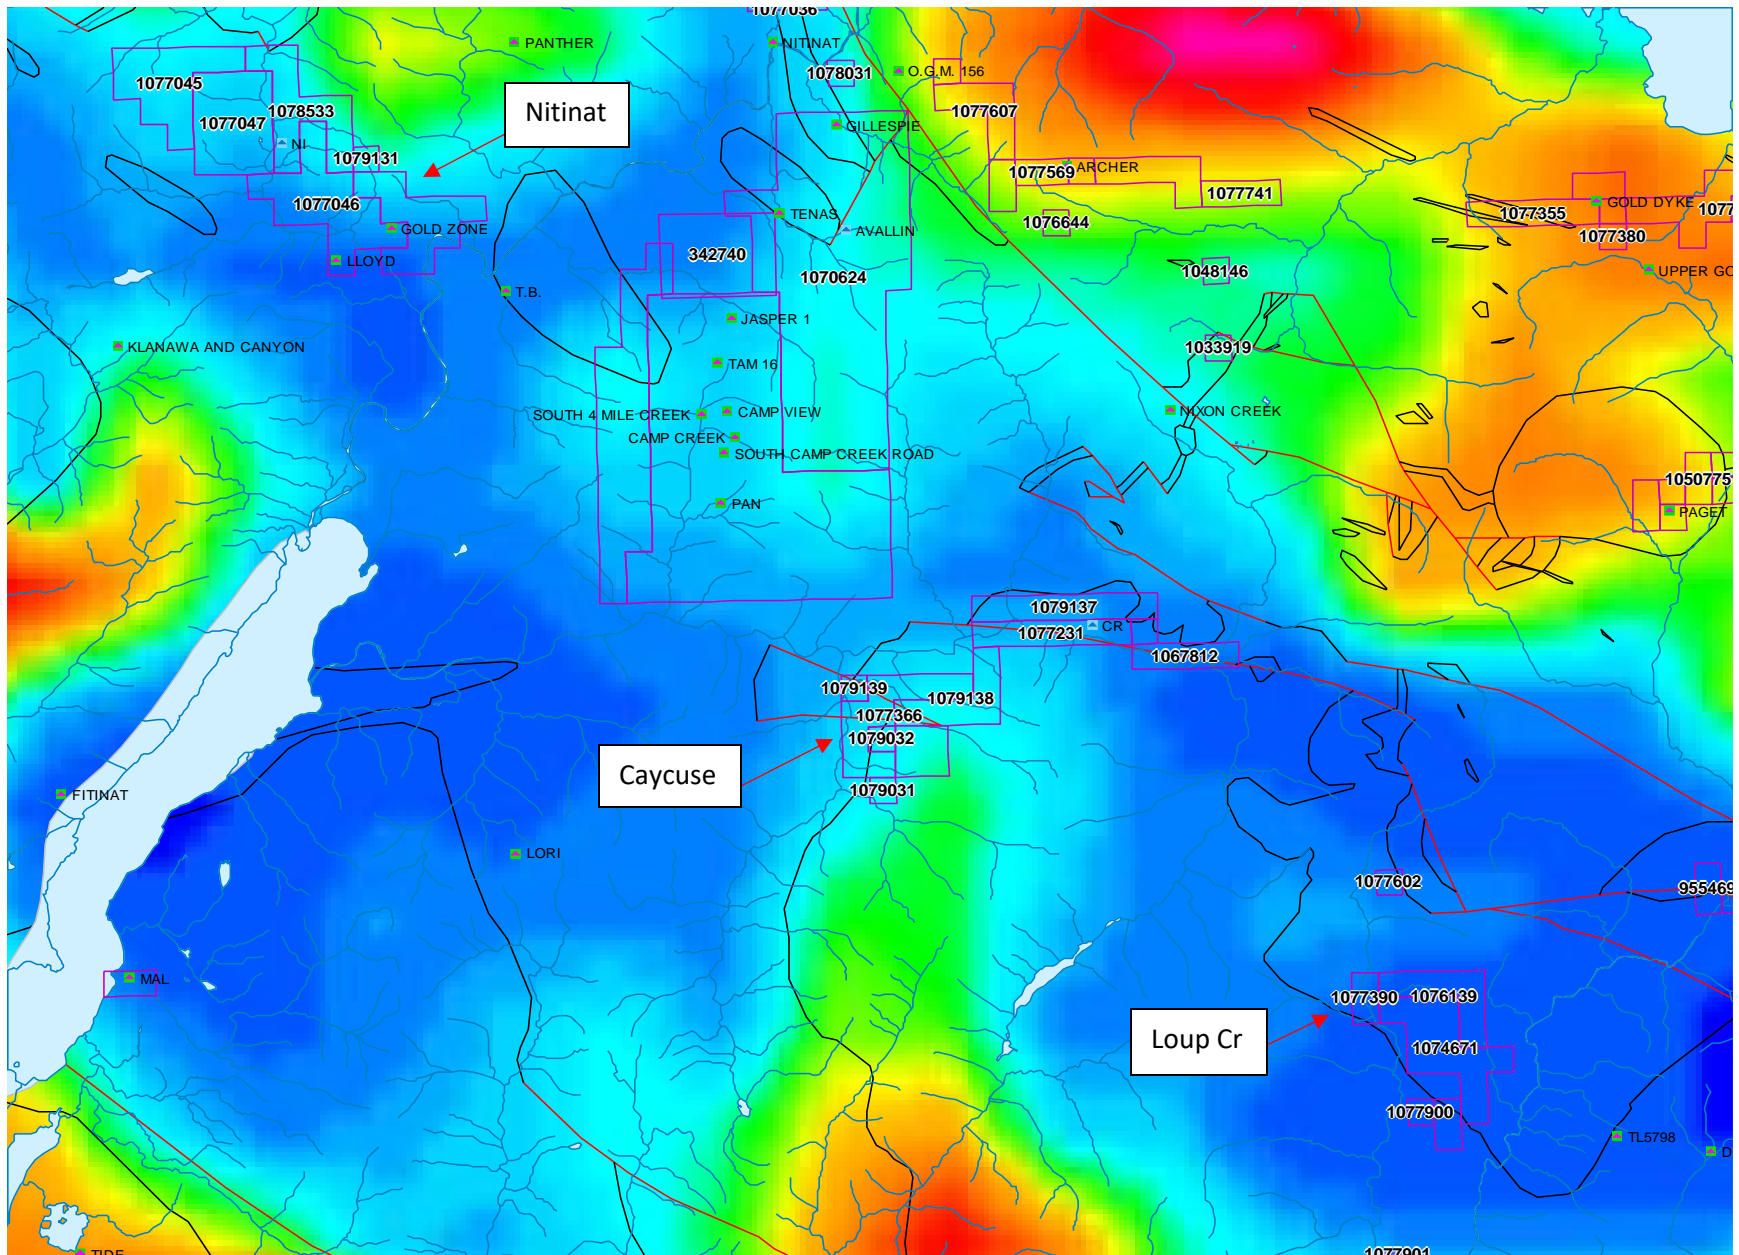 1077036
PANTHER
NITINAT
1077045
1078031
O.G.M. 156
Nitinat
1078533
1077607
1077047
GILLESPIE
NI
1079131
ARCHER
1077569
1077741
1077046
GOLD DYKE
1077355
TENAS
1076644
GOLD ZONE
AVALLIN
1077380
342740
LLOYD
1070624
1048146
UPPER GO
T.B.
JASPER 1
KLANAWA AND CANYON
1033919
TAM 16
SOUTH 4 MILE CREEK
CAMP VIEW
NIXON CREEK
CAMP CREEK
SOUTH CAMP CREEK ROAD
1050775
PAN
PAGET
1079137
CR
1077231
1067812
1079139
1079138
1077366
1079032
Caycuse
1079031
FITINAT
LORI
1077602
955469
MAL
1077390
1076139
Loup Cr
1074671
1077900
TL5798
D
TIDE
1077901